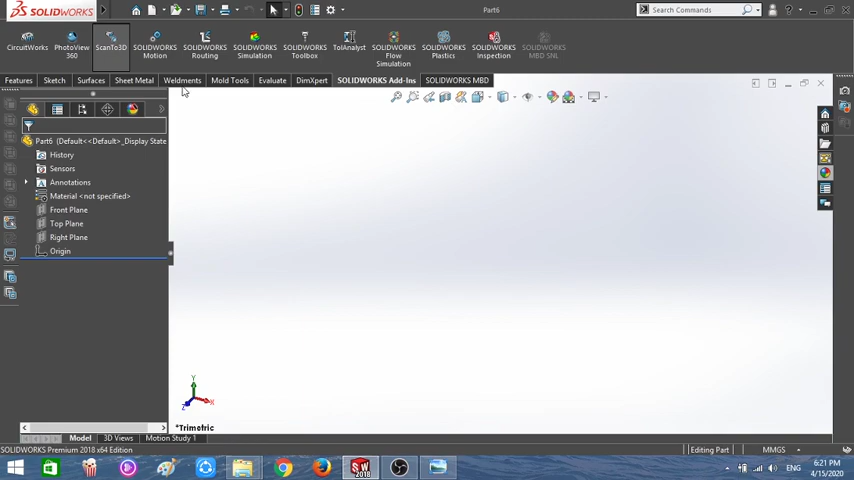 SOLIDWORKS
Part6
Search Commands
CircuitWorks
PhotoView 360
ScanTo3D
SOLIDWORKS Motion
SOLIDWORKS Routing
SOLIDWORKS Simulation
SOLIDWORKS Toolbox
TolAnalyst
SOLIDWORKS Flow Simulation
SOLIDWORKS Plastics
SOLIDWORKS Inspection
SOLIDWORKS MBD SNL
Features Sketch Surfaces Sheet Metal Weldments Mold Tools Evaluate DimXpert SOLIDWORKS Add-Ins SOLIDWORKS MBD
Part6 (Default<<Default>_Display State
History
Sensors
Annotations
Material <not specified>
Front Plane
Top Plane
Right Plane
Origin
Y
X
Z
*Trimetric
Model 3D Views Motion Study 1
SOLIDWORKS Premium 2018 x64 Edition Editing Part MMGS
SW 2018
ENG
6:21 PM
4/15/2020